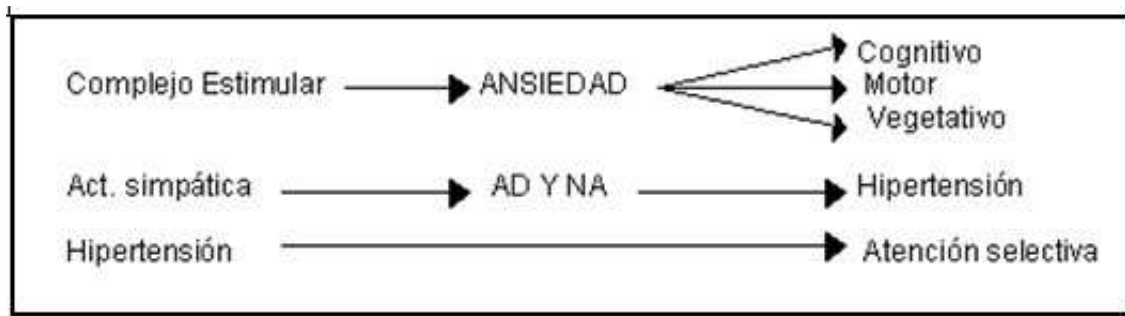 Cognitivo
Complejo Estimular ANSIEDAD Motor
Vegetativo
Act. simpática AD Y NA Hipertensión
Hipertensión Atención selectiva